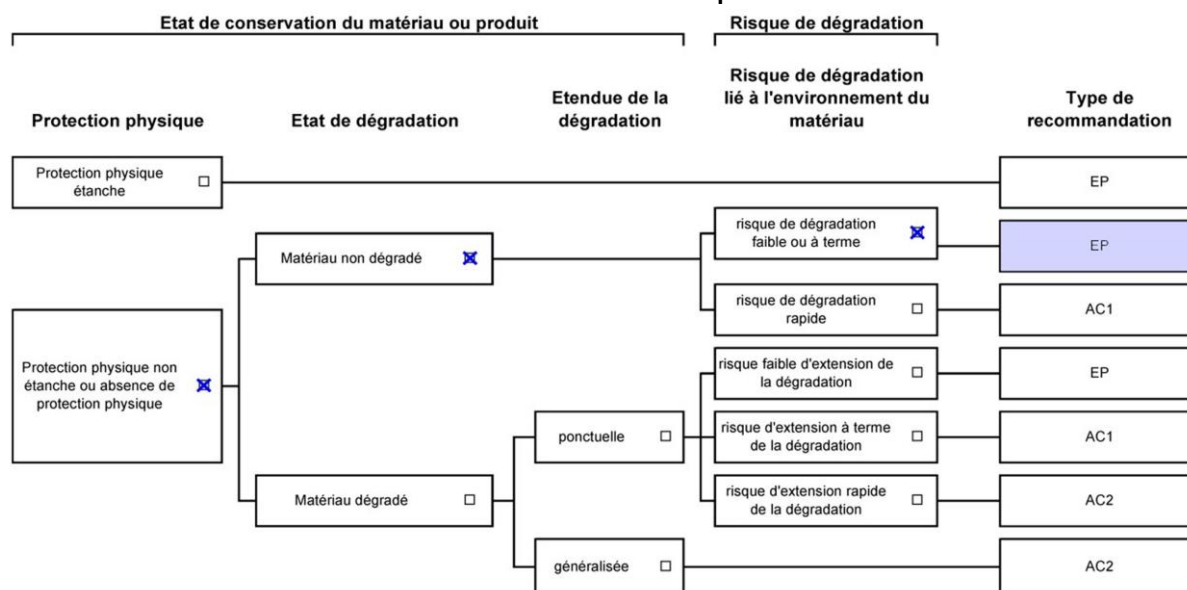 Etat de conservation du matériau ou produit
Risque de dégradation
Protection physique
Etat de dégradation
Etendue de la
dégradation
Risque de dégradation
lié à l'environnement du
matériau
Type de
recommandation
Protection physique
étanche
EP
risque de dégradation
faible ou à terme
EP
Matériau non dégradé
risque de dégradation
rapide
AC1
Protection physique non
étanche ou absence de
protection physique
risque faible d'extension de
la dégradation
EP
ponctuelle
risque d'extension à terme
de la dégradation
AC1
Matériau dégradé
risque d'extension rapide
de la dégradation
AC2
généralisée
AC2